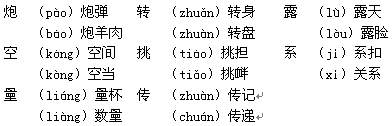 炮 (pào) 炮弹 转 (zhuǎn) 转身 露 (lù) 露天
(bāo) 炮羊肉 (zhuàn) 转盘 (lòu) 露脸
空 (kōng) 空间 挑 (tiāo) 挑担 系 (jì) 系扣
(kòng) 空当 (tiǎo) 挑衅 (xì) 关系
量 (liáng) 量杯 传 (zhuàn) 传记↵
(liàng) 数量 (chuán) 传递↵